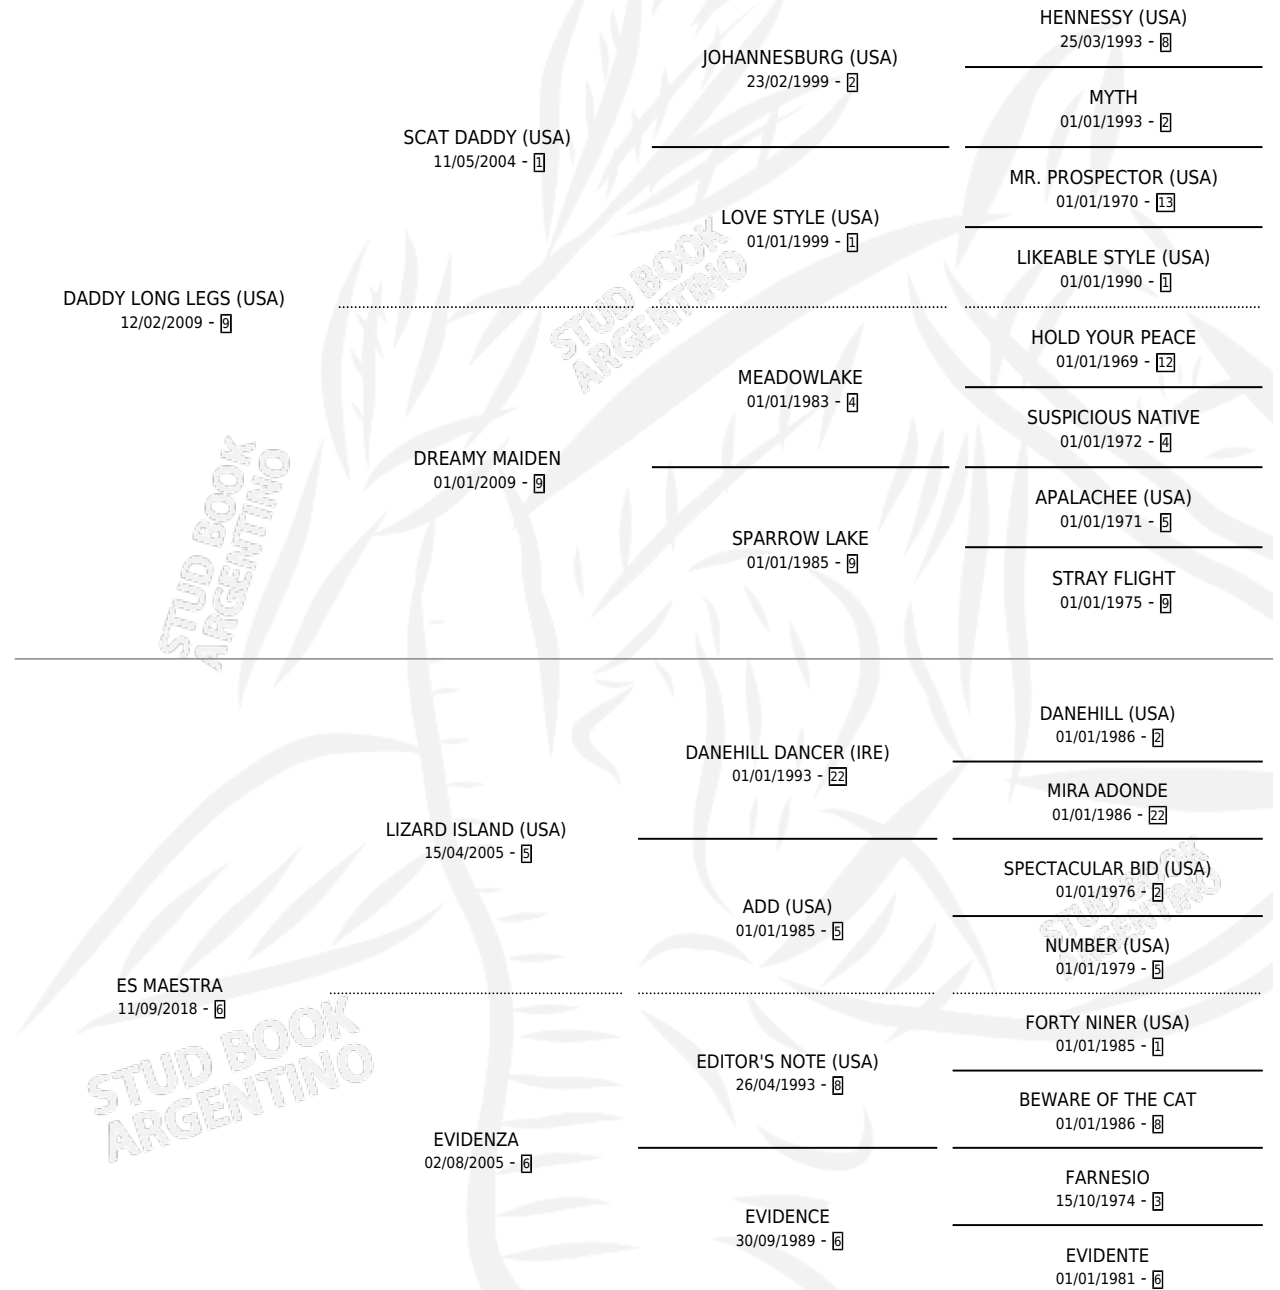 HENNESSY (USA)
25/03/1993 - 8
JOHANNESBURG (USA)
23/02/1999 - 2
MYTH
01/01/1993 - 2
SCAT DADDY (USA)
11/05/2004 - 1
MR. PROSPECTOR (USA)
01/01/1970 - 13
LOVE STYLE (USA)
01/01/1999 - 1
LIKEABLE STYLE (USA)
01/01/1990 - 1
DADDY LONG LEGS (USA)
12/02/2009 - 9
HOLD YOUR PEACE
01/01/1969 - 12
MEADOWLAKE
01/01/1983 - 4
SUSPICIOUS NATIVE
01/01/1972 - 4
DREAMY MAIDEN
01/01/2009 - 9
APALACHEE (USA)
01/01/1971 - 5
SPARROW LAKE
01/01/1985 - 9
STRAY FLIGHT
01/01/1975 - 9
DANEHILL (USA)
01/01/1986 - 2
DANEHILL DANCER (IRE)
01/01/1993 - 22
MIRA ADONDE
01/01/1986 - 22
LIZARD ISLAND (USA)
15/04/2005 - 5
SPECTACULAR BID (USA)
01/01/1976 - 2
ADD (USA)
01/01/1985 - 5
NUMBER (USA)
01/01/1979 - 5
ES MAESTRA
11/09/2018 - 6
FORTY NINER (USA)
01/01/1985 - 1
EDITOR'S NOTE (USA)
26/04/1993 - 8
BEWARE OF THE CAT
01/01/1986 - 8
EVIDENZA
02/08/2005 - 6
FARNESIO
15/10/1974 - 3
EVIDENCE
30/09/1989 - 6
EVIDENTE
01/01/1981 - 6
STUD BOOK
ARGENTINO
STUD BOOK
ARGENTINO
STUD BOOK
ARGENTINO
STUD BOOK
ARGENTINO